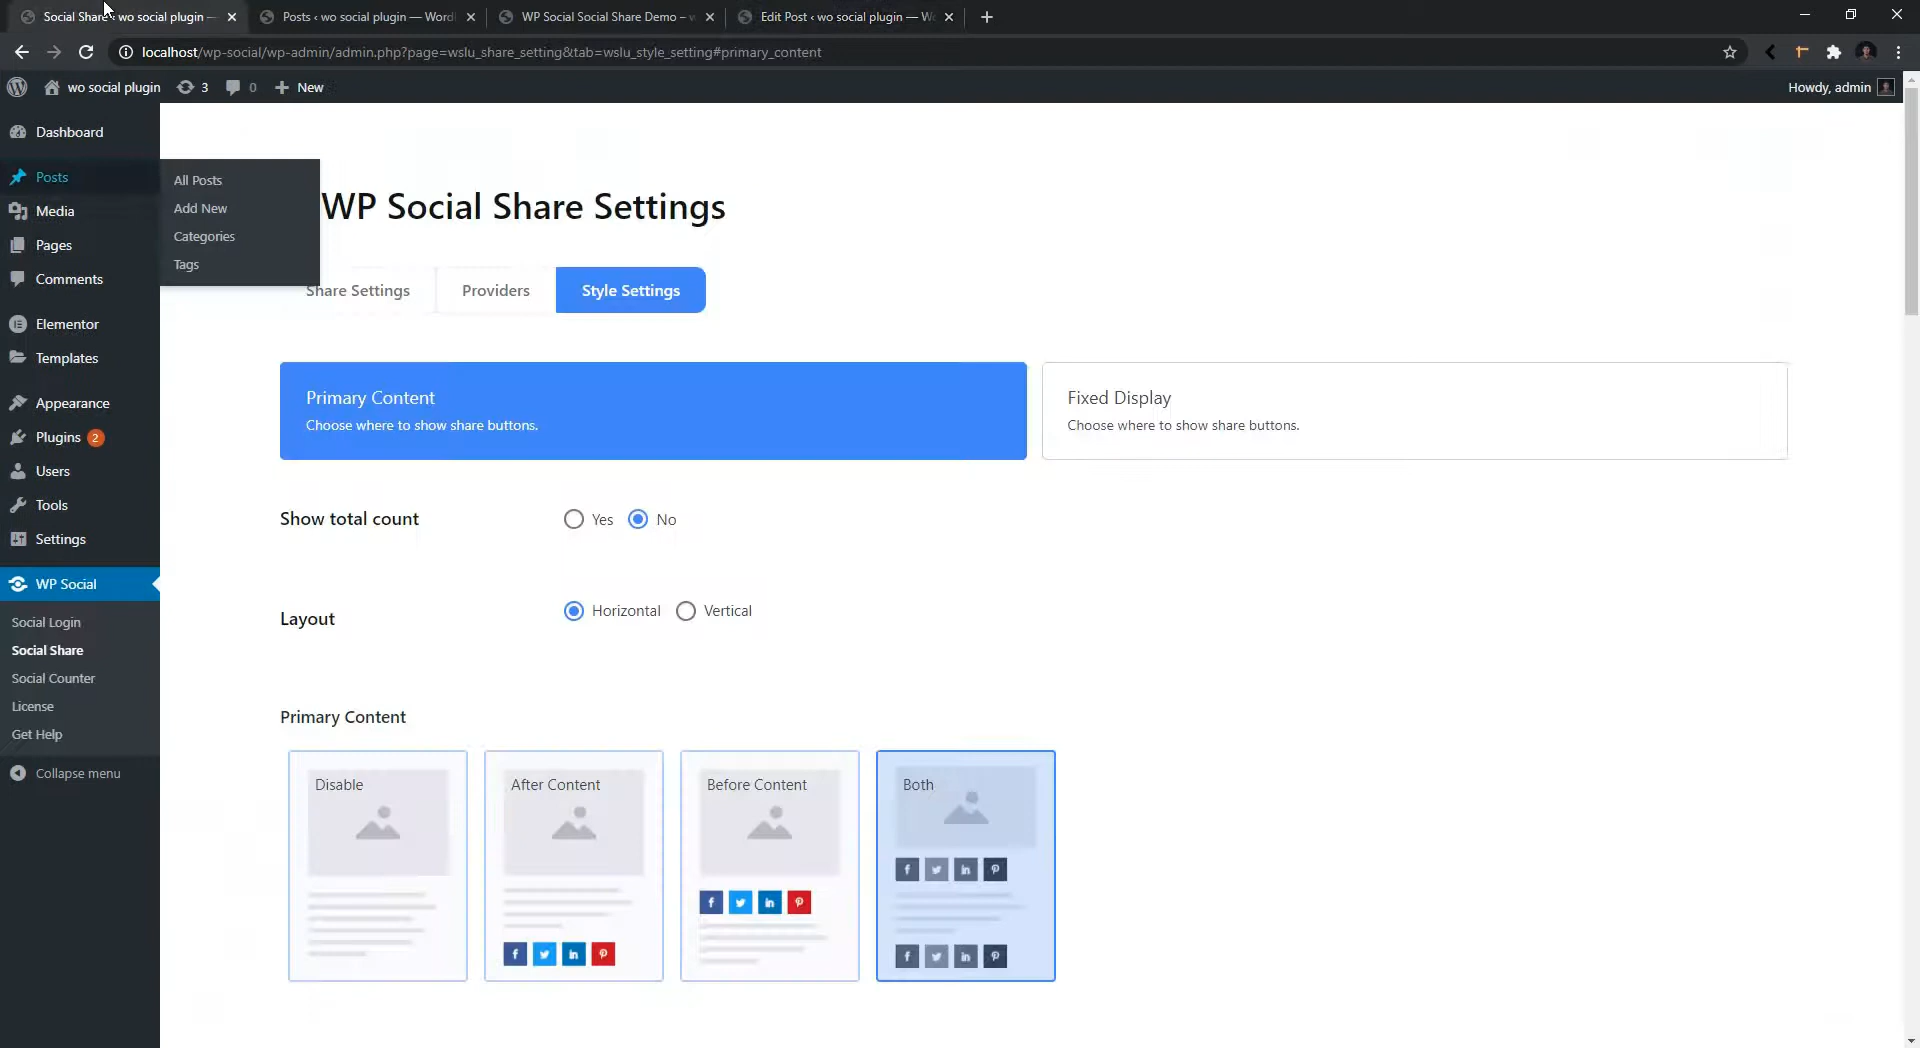 Social Share ‹ wo social plugin —
Posts ‹ wo social plugin — Word
WP Social Social Share Demo –
Edit Post ‹ wo social plugin — W
localhost/wp-social/wp-admin/admin.php?page=wslu_share_setting&tab=wslu_style_setting#primary_content
wo social plugin
3
0
New
Howdy, admin
Dashboard
Posts
Media
Pages
Comments
Elementor
Templates
Appearance
Plugins 2
Users
Tools
Settings
WP Social
Social Login
Social Share
Social Counter
License
Get Help
Collapse menu
All Posts
Add New
Categories
Tags
WP Social Share Settings
Share Settings
Providers
Style Settings
Primary Content
Choose where to show share buttons.
Fixed Display
Choose where to show share buttons.
Show total count
Yes
No
Layout
Horizontal
Vertical
Primary Content
Disable
After Content
Before Content
Both